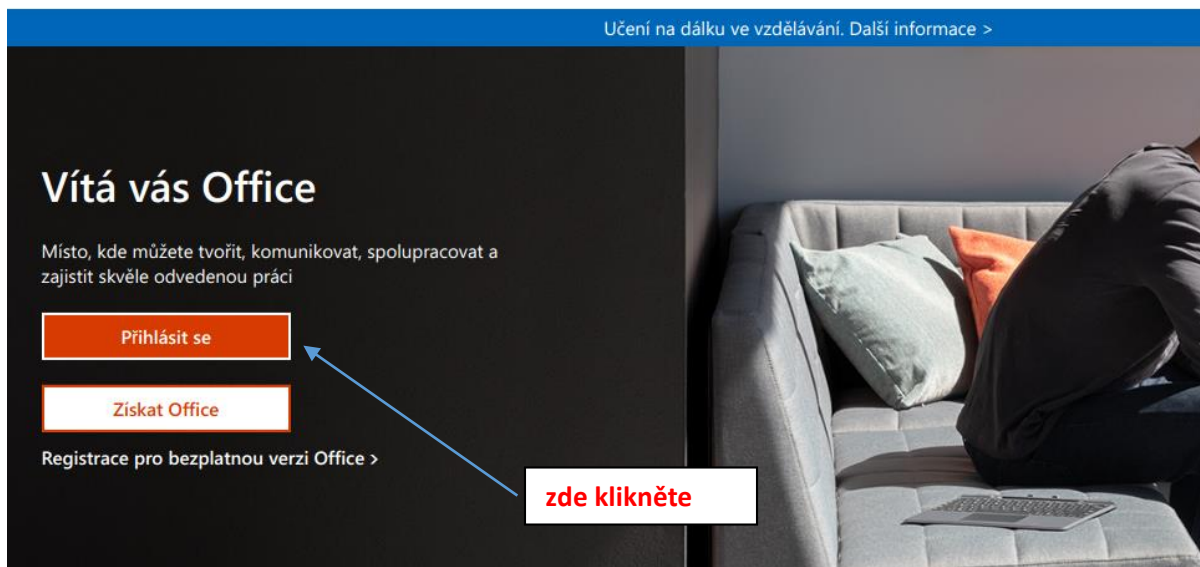 Učení na dálku ve vzdělávání. Další informace >
Vítá vás Office
Místo, kde můžete tvořit, komunikovat, spolupracovat a
zajistit skvěle odvedenou práci
Přihlásit se
Získat Office
Registrace pro bezplatnou verzi Office >
zde klikněte